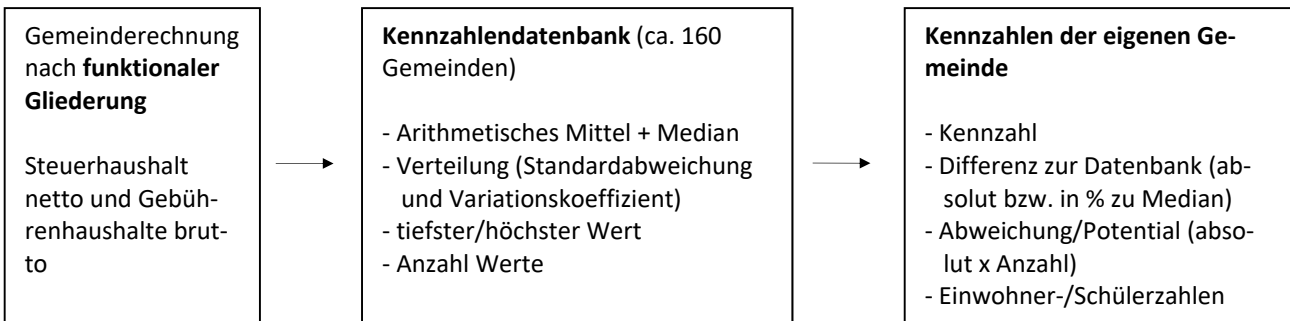 Gemeinderechnung
nach funktionaler
Gliederung
Steuerhaushalt
netto und Gebüh-
renhaushalte brut-
to
Kennzahlendatenbank (ca. 160
Gemeinden)
- Arithmetisches Mittel + Median
- Verteilung (Standardabweichung
und Variationskoeffizient)
- tiefster/höchster Wert
- Anzahl Werte
Kennzahlen der eigenen Ge-
meinde
- Kennzahl
- Differenz zur Datenbank (ab-
solut bzw. in % zu Median)
- Abweichung/Potential (abso-
lut x Anzahl)
- Einwohner-/Schülerzahlen